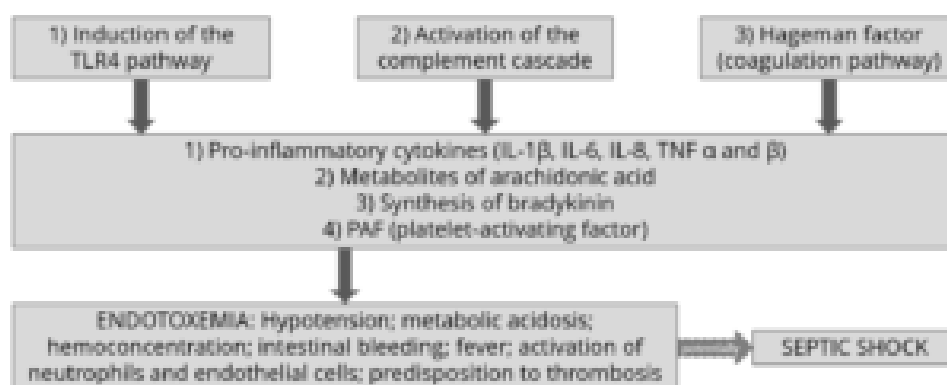 1) Induction of the
TLR4 pathway
2) Activation of the
complement cascade
3) Hageman factor
(coagulation pathway)
1) Pro-inflammatory cytokines (IL-1β, IL-6, IL-8, TNF α and β)
2) Metabolites of arachidonic acid
3) Synthesis of bradykinin
4) PAF (platelet-activating factor)
ENDOTOXEMIA: Hypotension; metabolic acidosis;
hemoconcentration; intestinal bleeding; fever; activation of
neutrophils and endothelial cells; predisposition to thrombosis
SEPTIC SHOCK